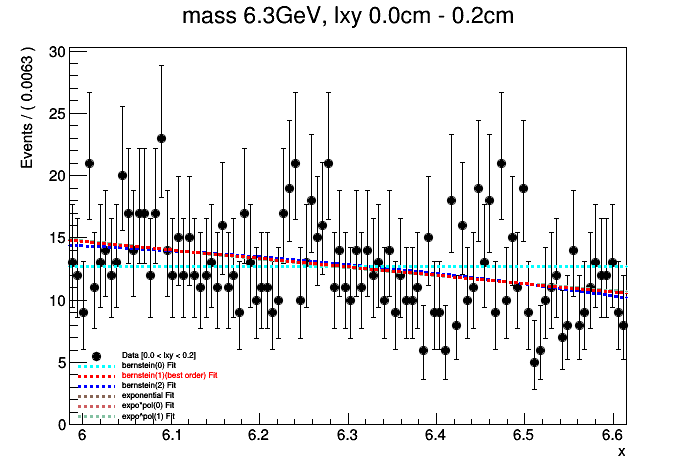 mass 6.3GeV, lxy 0.0cm - 0.2cm
Events / ( 0.0063 )
30
25
20
15
10
5
0
Data [0.0 < lxy < 0.2]
bernstein(0) Fit
bernstein(1)(best order) Fit
bernstein(2) Fit
exponential Fit
expo*pol(0) Fit
expo^pol(1) Fit
6 6.1 6.2 6.3 6.4 6.5 6.6
x